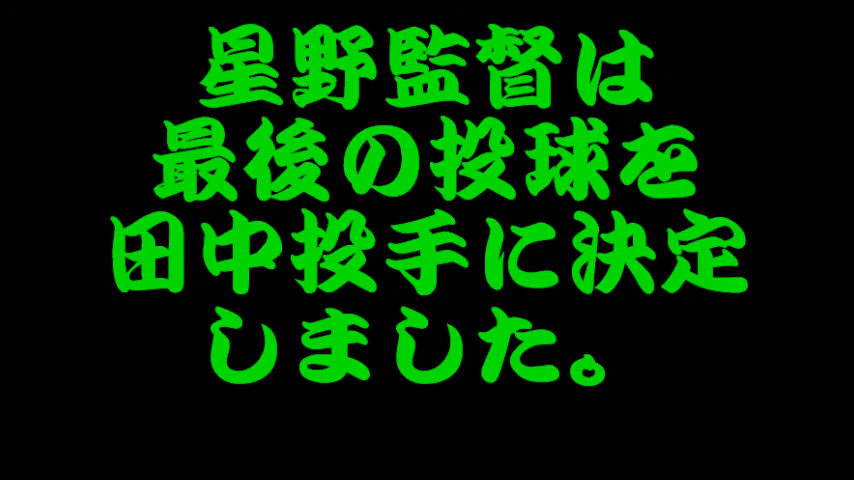 星野監督は
最後の投球を
田中投手に決定
しました。